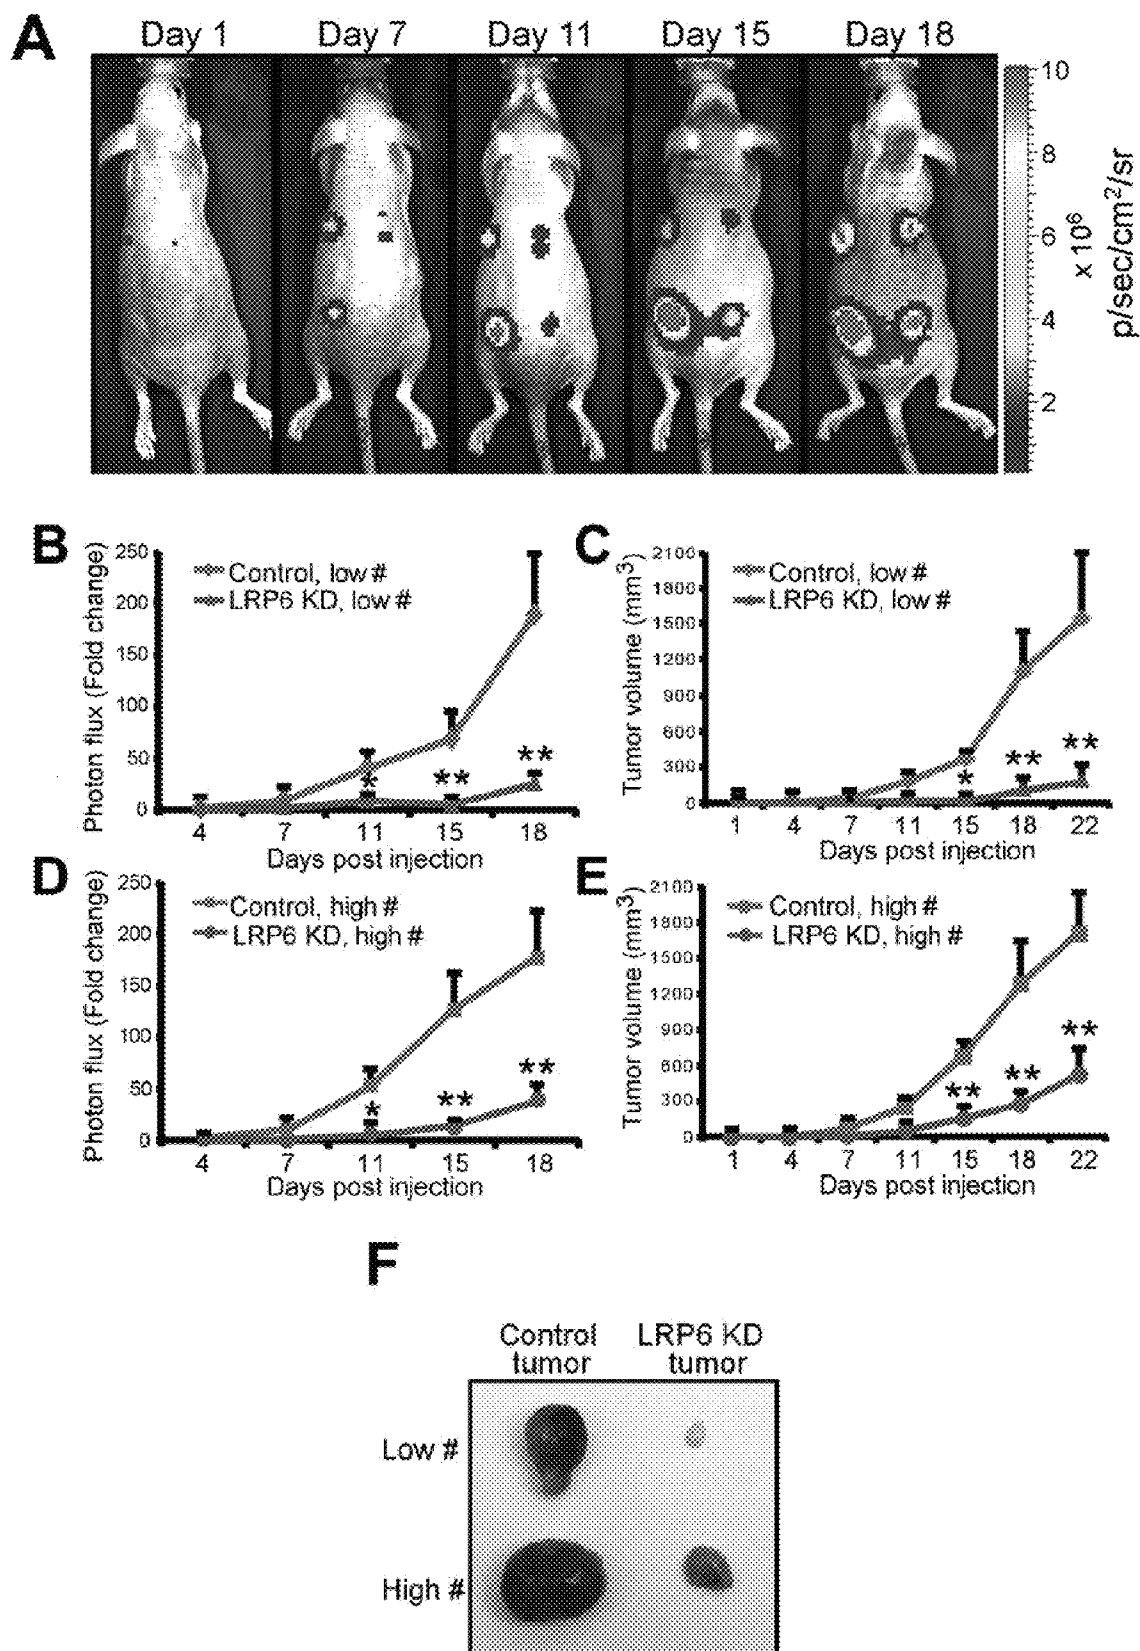 A
Day 1 Day 7 Day 11 Day 15 Day 18
10
8
6
4
2
x 10⁶
p/sec/cm²/sr
B
Photon flux (Fold change)
250
200
150
100
50
0
Control, low #
LRP6 KD, low #
*
**
**
4 7 11 15 18
Days post injection
C
Tumor volume (mm³)
2100
1800
1500
1200
900
600
300
0
Control, low #
LRP6 KD, low #
*
**
**
1 4 7 11 15 18 22
Days post injection
D
Photon flux (Fold change)
250
200
150
100
50
0
Control, high #
LRP6 KD, high #
*
**
**
4 7 11 15 18
Days post injection
E
Tumor volume (mm³)
2100
1800
1500
1200
900
600
300
0
Control, high #
LRP6 KD, high #
**
**
**
1 4 7 11 15 18 22
Days post injection
F
Control LRP6 KD
tumor tumor
Low #
High #